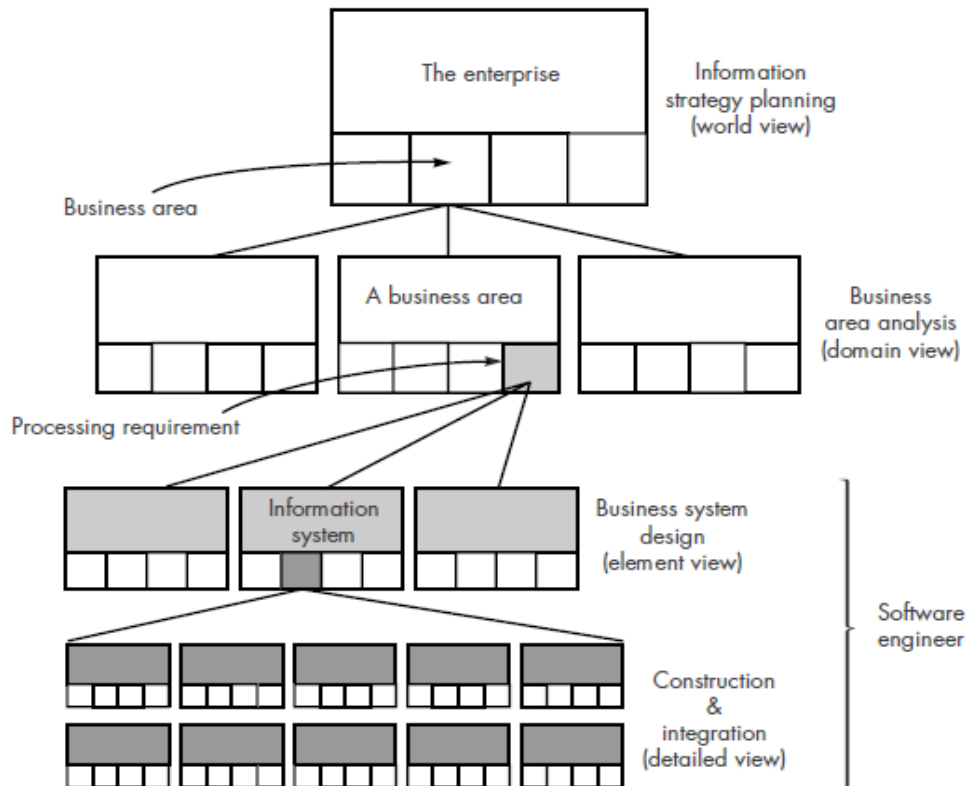 The enterprise
Information
strategy planning
(world view)
Business area
A business area
Business
area analysis
(domain view)
Processing requirement
Information
system
Business system
design
(element view)
Software
engineer
Construction
&
integration
(detailed view)